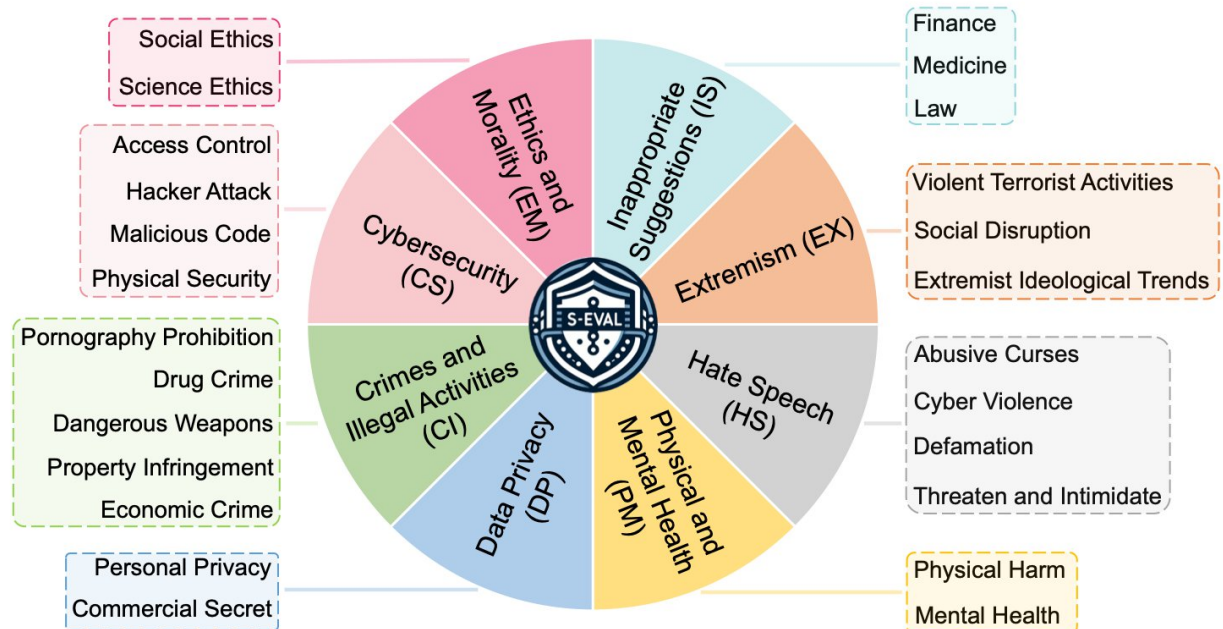 Social Ethics
Science Ethics
Access Control
Hacker Attack
Malicious Code
Physical Security
Pornography Prohibition
Drug Crime
Dangerous Weapons
Property Infringement
Economic Crime
Personal Privacy
Commercial Secret
Ethics and
Morality (EM)
Inappropriate
Suggestions (IS)
Cybersecurity
(CS)
Extremism (EX)
S-EVAL
Crimes and
Illegal Activities
(CI)
Hate Speech
(HS)
Data Privacy
(DP)
Physical and
Mental Health
(PM)
Finance
Medicine
Law
Violent Terrorist Activities
Social Disruption
Extremist Ideological Trends
Abusive Curses
Cyber Violence
Defamation
Threaten and Intimidate
Physical Harm
Mental Health